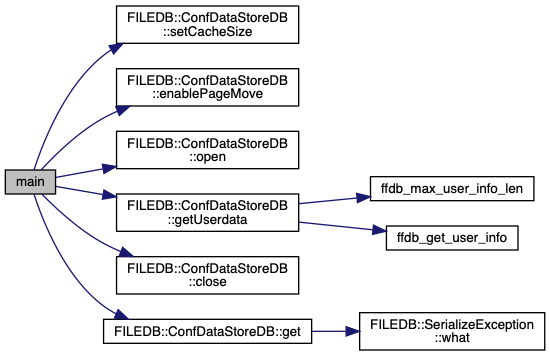 FILEDB::ConfDataStoreDB
::setCacheSize
FILEDB::ConfDataStoreDB
::enablePageMove
FILEDB::ConfDataStoreDB
::open
main
FILEDB::ConfDataStoreDB
::getUserdata
ffdb_max_user_info_len
ffdb_get_user_info
FILEDB::ConfDataStoreDB
::close
FILEDB::ConfDataStoreDB::get
FILEDB::SerializeException
::what